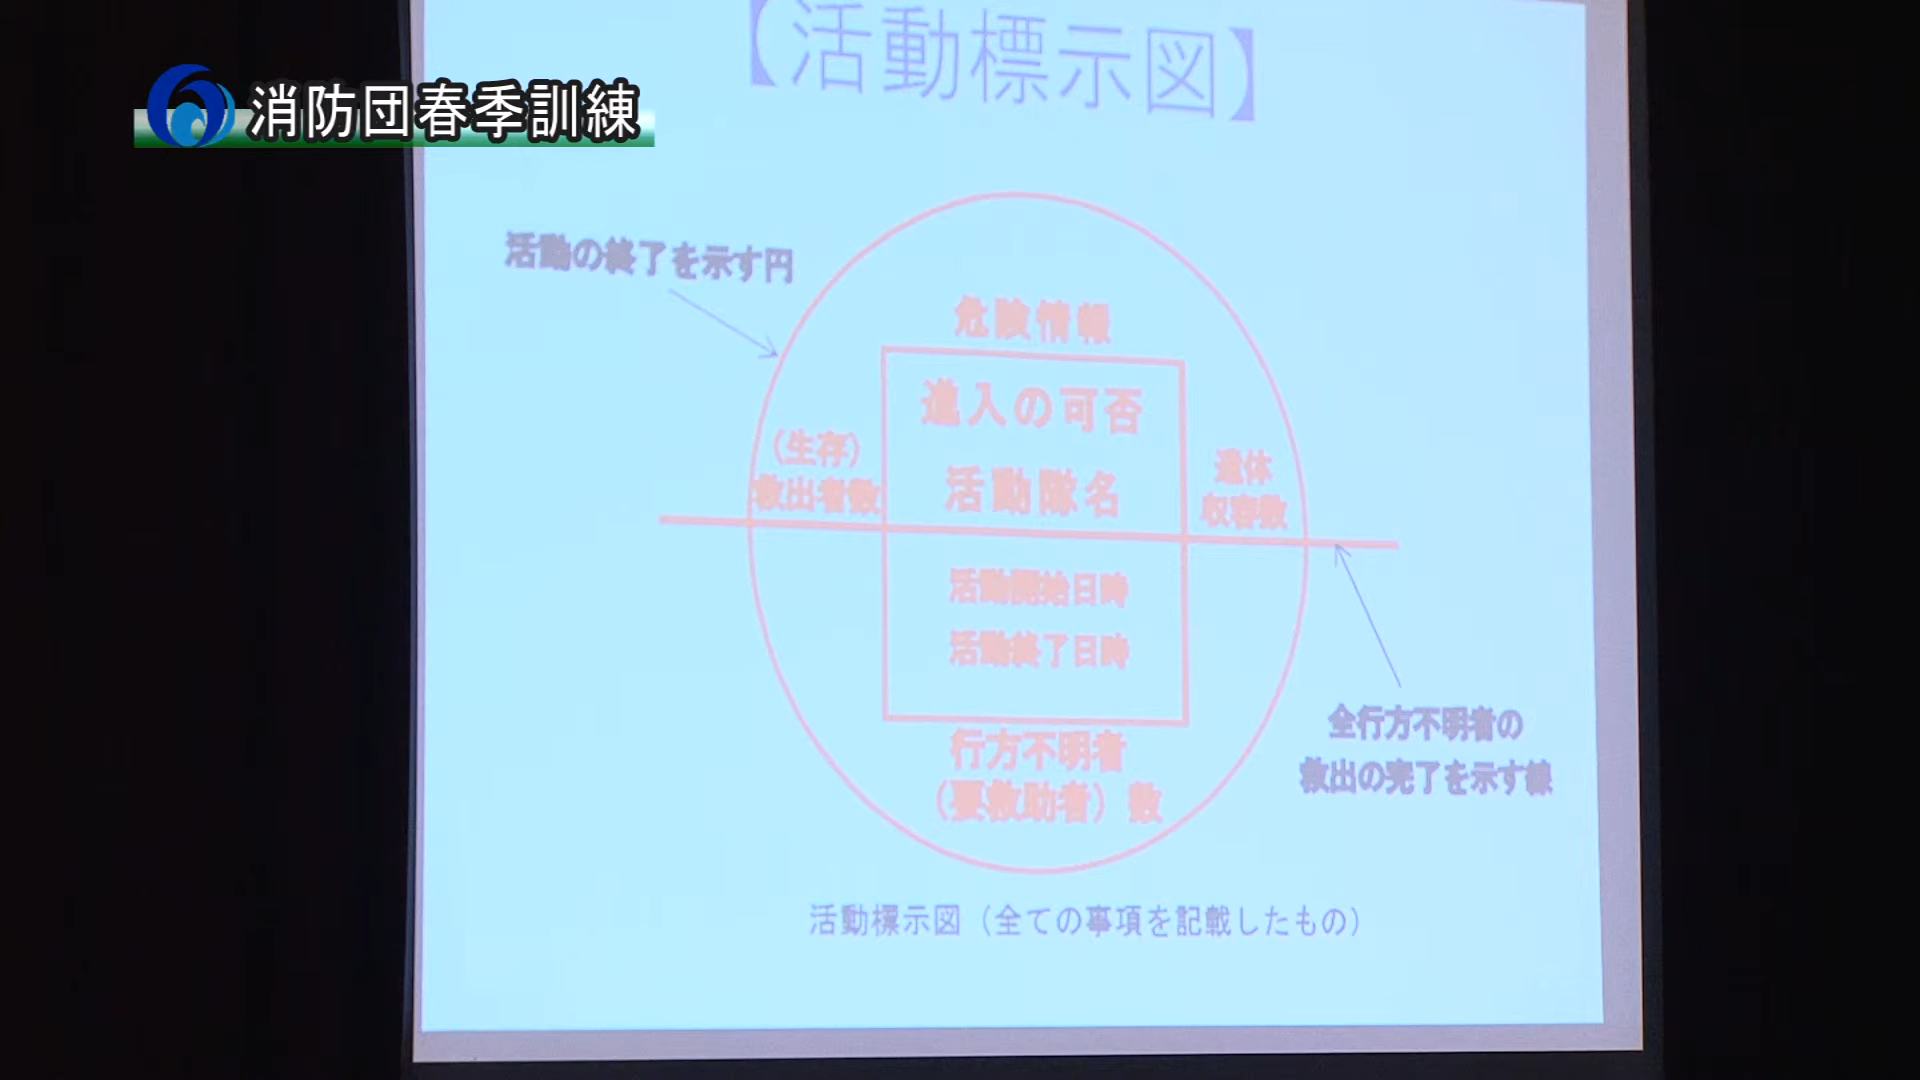 【活動標示図】
消防団春季訓練
活動の終了を示す円
危険情報
進入の可否
(生存)
救出者数
活動隊名
遺体
収容数
活動開始日時
活動終了日時
行方不明者
(要救助者)数
全行方不明者の
救出の完了を示す線
活動標示図(全ての事項を記載したもの)